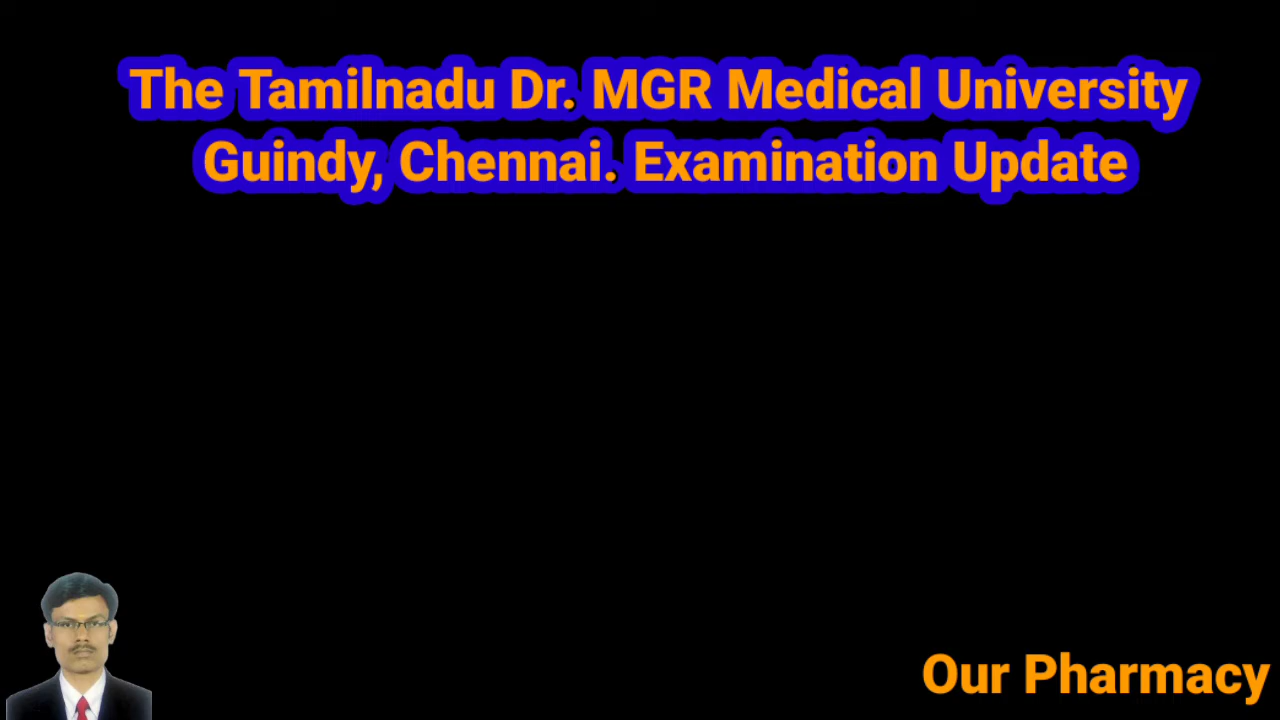 The Tamilnadu Dr. MGR Medical University
Guindy, Chennai. Examination Update
Our Pharmacy